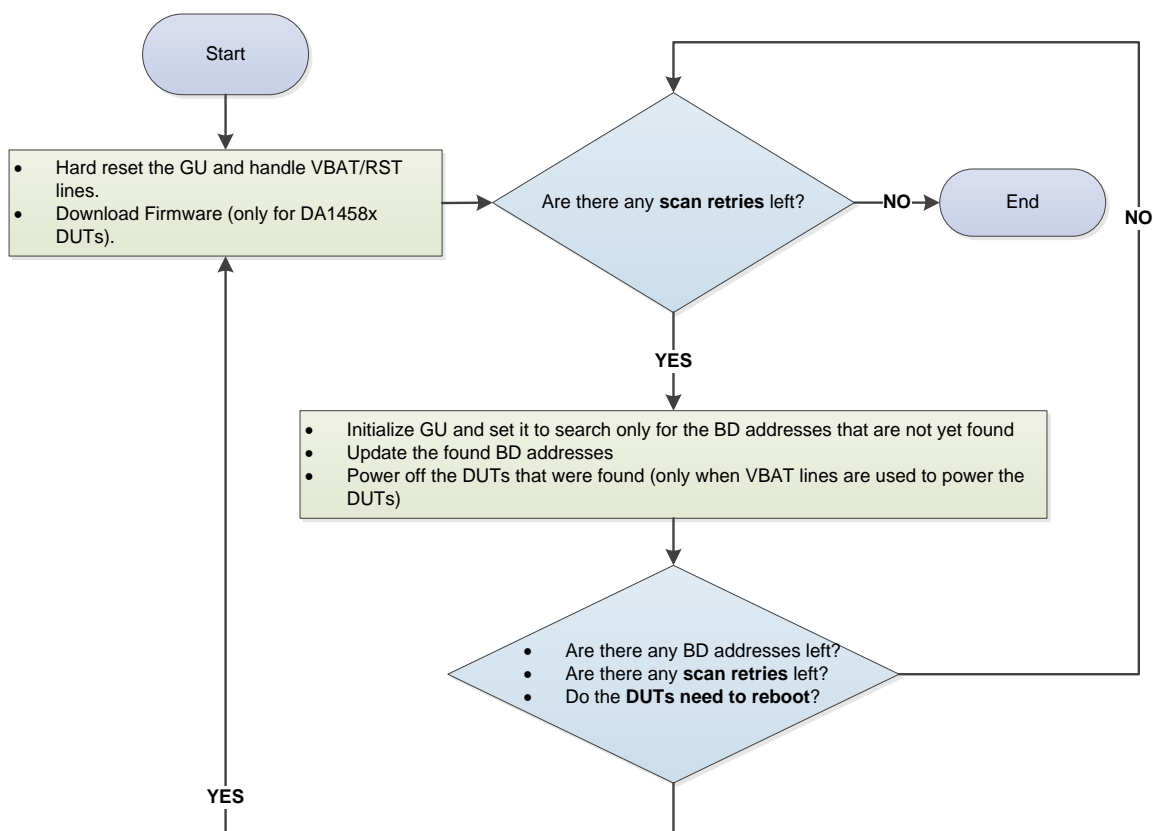 Start
• Hard reset the GU and handle VBAT/RST
lines.
• Download Firmware (only for DA1458x
DUTs).
Are there any scan retries left?
NO
End
NO
YES
• Initialize GU and set it to search only for the BD addresses that are not yet found
• Update the found BD addresses
• Power off the DUTs that were found (only when VBAT lines are used to power the
DUTs)
• Are there any BD addresses left?
• Are there any scan retries left?
• Do the DUTs need to reboot?
YES